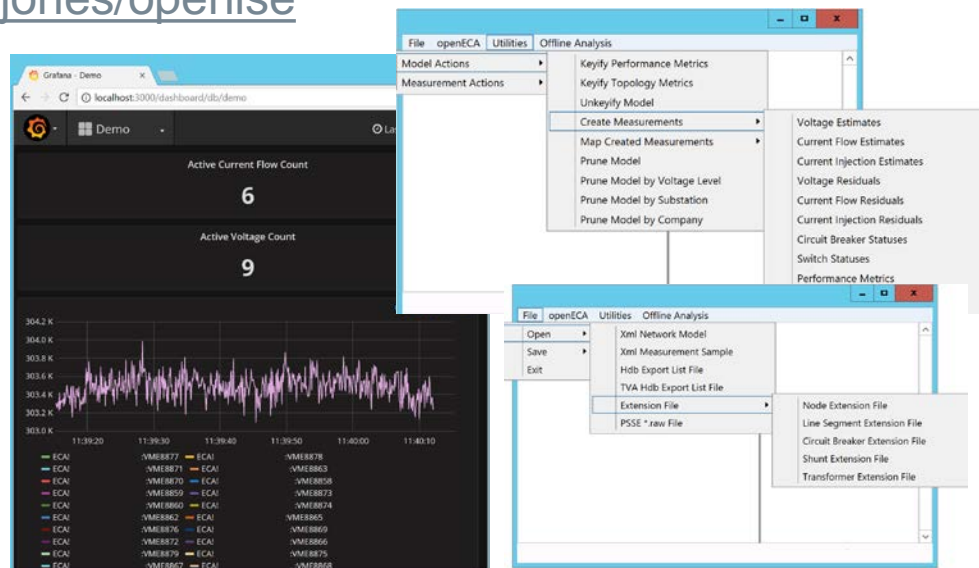 jones/openlse
Grafana - Demo
localhost:3000/dashboard/db/demo
Demo
Active Current Flow Count
6
Active Voltage Count
9
304.2 K
304.0 K
303.8 K
303.6 K
303.4 K
303.2 K
303.0 K
11:39:20 11:39:30 11:39:40 11:39:50 11:40:00 11:40:10
ECA! :VME8877 ECA! :VME8878
ECA! :VME8871 ECA! :VME8863
ECA! :VME8870 ECA! :VME8858
ECA! :VME8859 ECA! :VME8873
ECA! :VME8860 ECA! :VME8874
ECA! :VME8862 ECA! :VME8865
ECA! :VME8876 ECA! :VME8869
ECA! :VME8872 ECA! :VME8866
ECA! :VME8879 ECA! :VME8875
ECA! :VME8867 ECA! :VME8868
File openECA Utilities Offline Analysis
Model Actions
Measurement Actions
Keyify Performance Metrics
Keyify Topology Metrics
Unkeyify Model
Create Measurements
Map Created Measurements
Prune Model
Prune Model by Voltage Level
Prune Model by Substation
Prune Model by Company
Voltage Estimates
Current Flow Estimates
Current Injection Estimates
Voltage Residuals
Current Flow Residuals
Current Injection Residuals
Circuit Breaker Statuses
Switch Statuses
Performance Metrics
File openECA Utilities Offline Analysis
Open
Save
Exit
Xml Network Model
Xml Measurement Sample
Hdb Export List File
TVA Hdb Export List File
Extension File
PSSE *.raw File
Node Extension File
Line Segment Extension File
Circuit Breaker Extension File
Shunt Extension File
Transformer Extension File